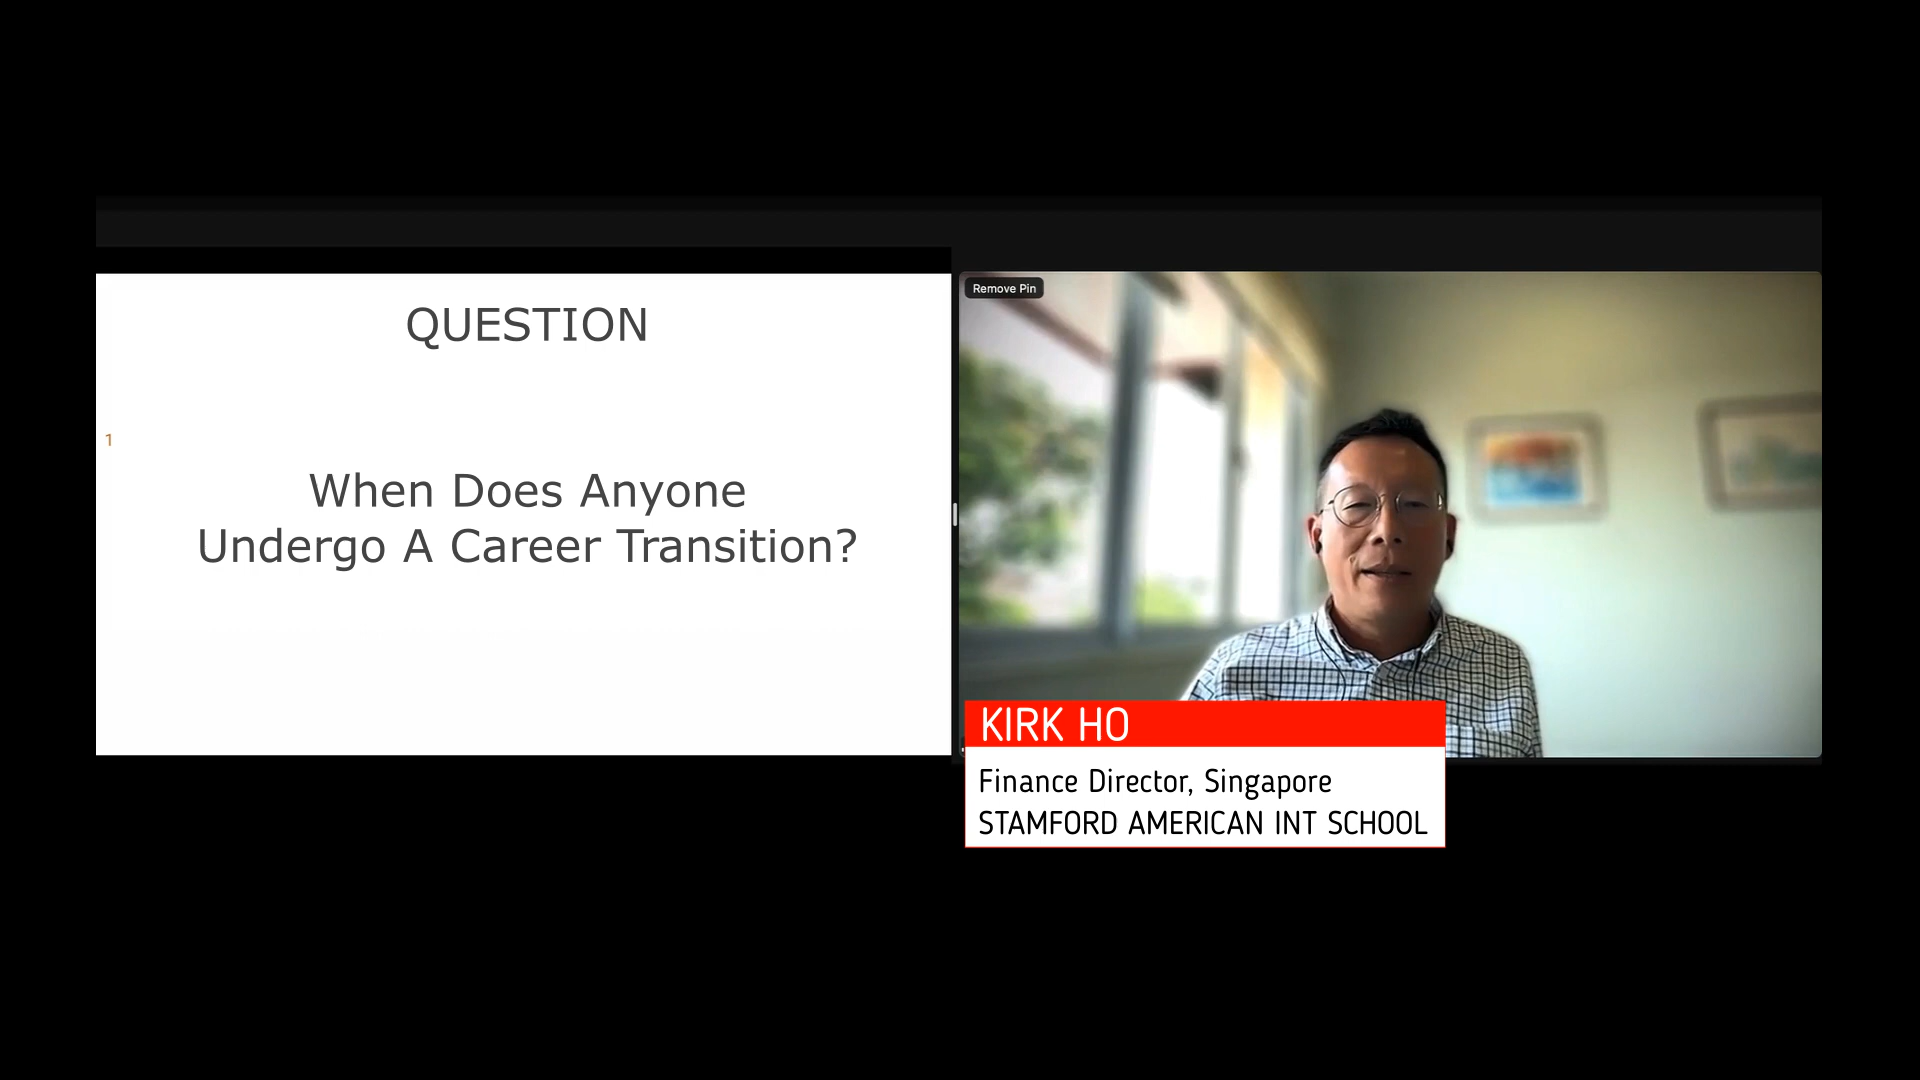 QUESTION
1
When Does Anyone
Undergo A Career Transition?
Remove Pin
KIRK HO
Finance Director, Singapore
STAMFORD AMERICAN INT SCHOOL